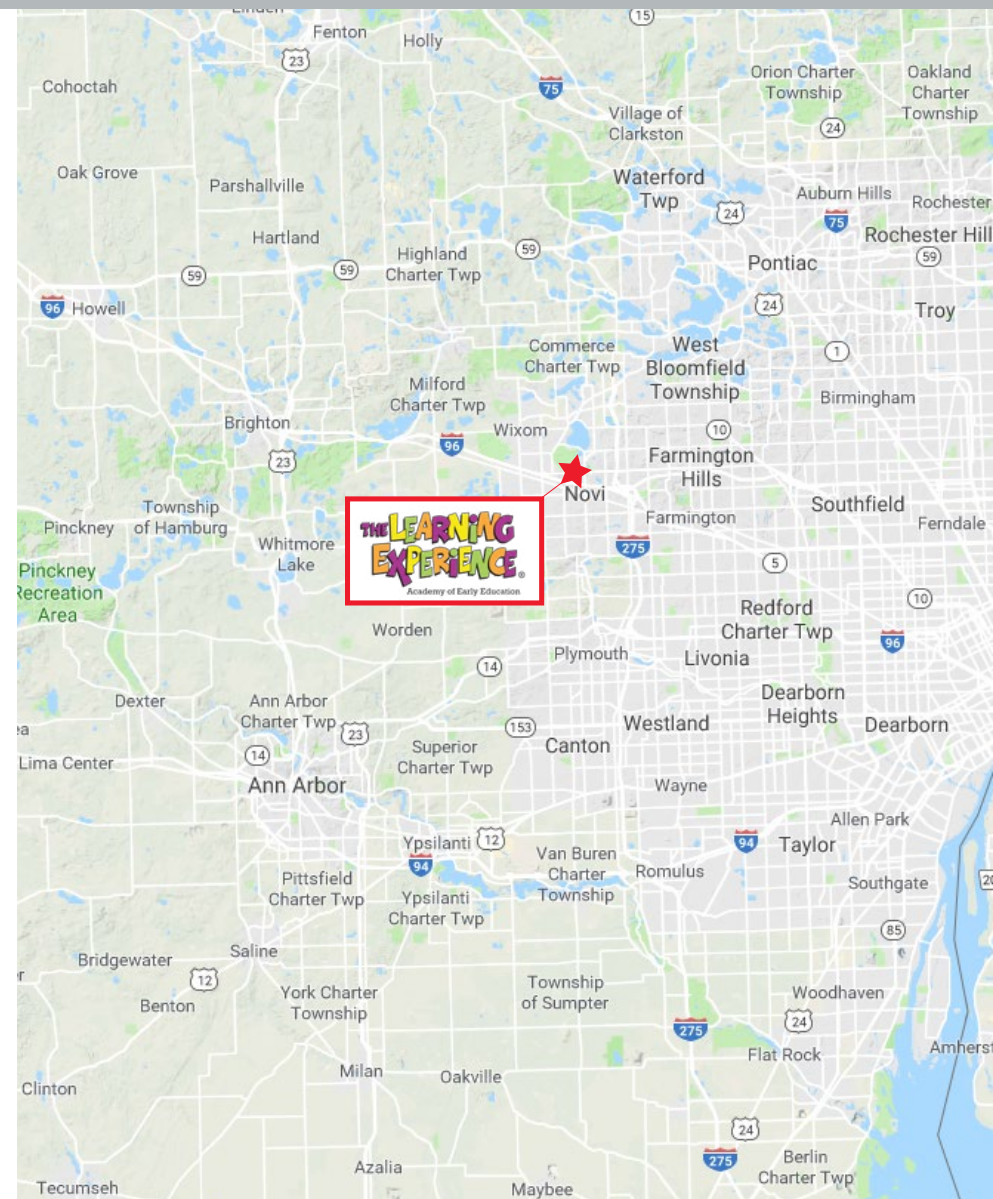 Fenton
Holly
15
23
Cohoctah
75
Orion Charter
Township
Oakland
Charter
Township
Village of
Clarkston
24
Oak Grove
Parshallville
Waterford
Twp
24
Auburn Hills
75
Rochester
Rochester Hill
Hartland
Highland
Charter Twp
59
59
59
59
Pontiac
96
Howell
24
Troy
Commerce
Charter Twp
West
Bloomfield
Township
1
Milford
Charter Twp
Birmingham
Brighton
96
Wixom
10
23
Farmington
Hills
Novi
Southfield
Township
of Hamburg
Pinckney
Farmington
Ferndale
Whitmore
Lake
THE LEARNING
EXPERIENCE®
Academy of Early Education
275
5
Pinckney
Recreation
Area
10
Redford
Charter Twp
96
Worden
Plymouth
Livonia
14
Dexter
Ann Arbor
Charter Twp
23
Dearborn
Heights
153
Westland
Dearborn
Canton
14
Superior
Charter Twp
Lima Center
Ann Arbor
Wayne
Allen Park
Ypsilanti
12
94
Taylor
94
Van Buren
Charter
Township
Romulus
Pittsfield
Charter Twp
Ypsilanti
Charter Twp
Southgate
85
Saline
Bridgewater
12
Benton
York Charter
Township
Township
of Sumpter
Woodhaven
24
275
Flat Rock
Amherst
Milan
Oakville
Clinton
24
275
Berlin
Charter Twp
Azalia
Tecumseh
Maybee